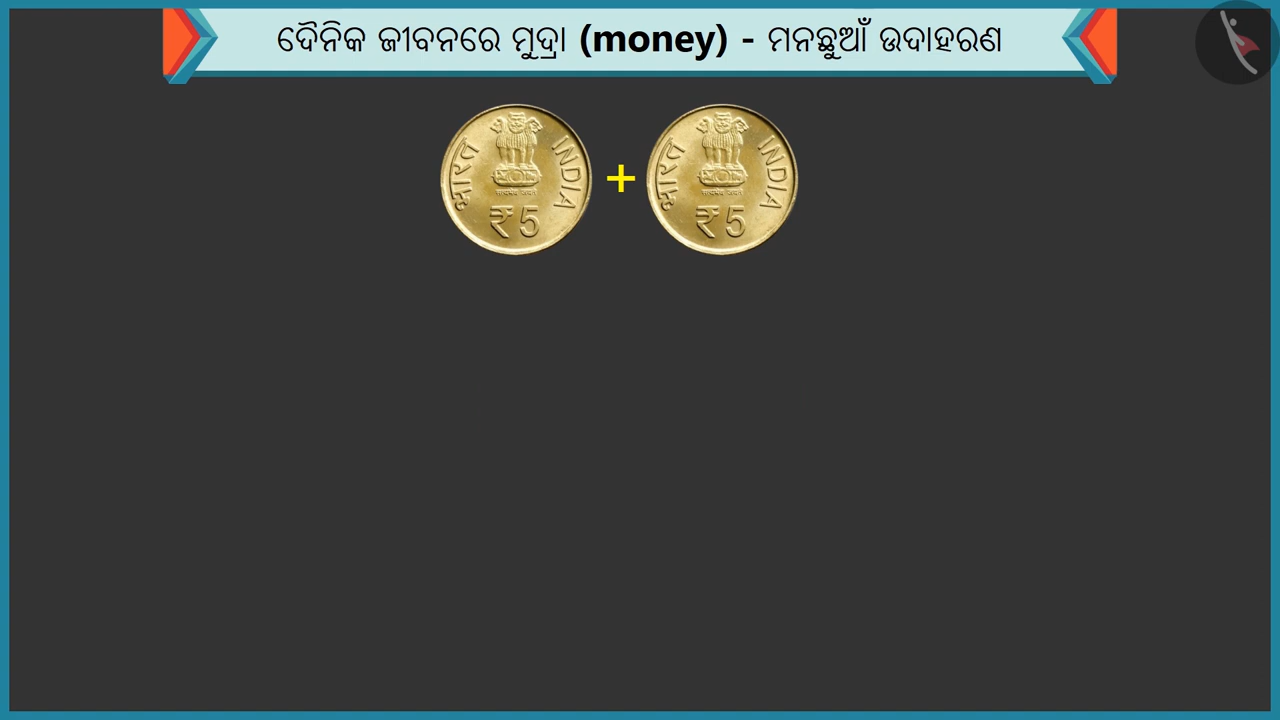 ଦୈନିକ ଜୀବନରେ ମୁଦ୍ରା (money) - ମନଛୁଆଁ ଉଦାହରଣ
भारत INDIA ₹5 + भारत INDIA ₹5